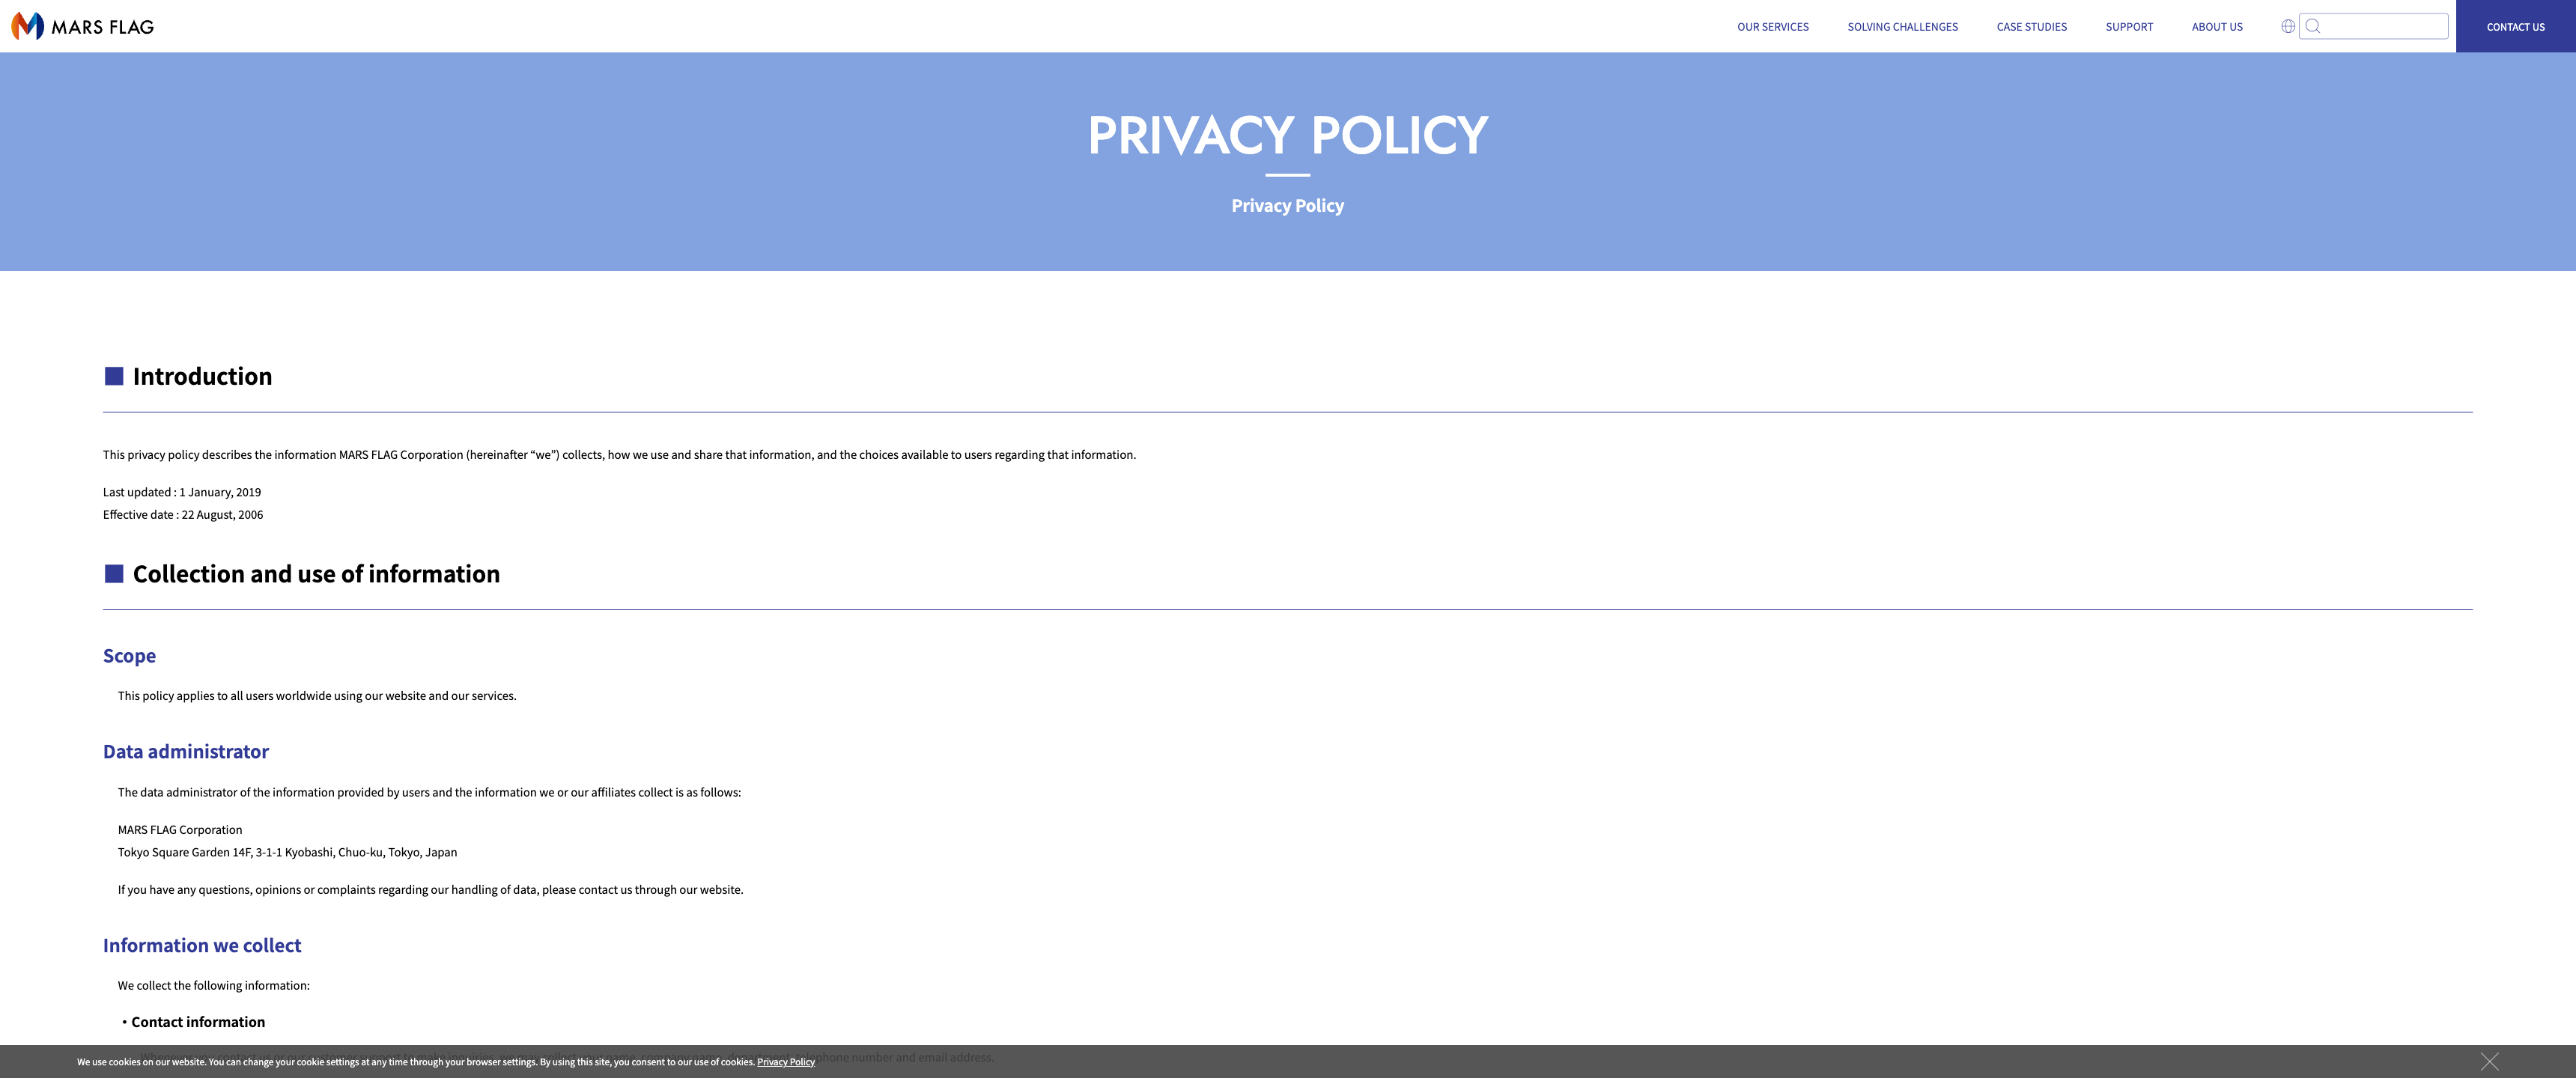 MARS FLAG
OUR SERVICES
SOLVING CHALLENGES
CASE STUDIES
SUPPORT
ABOUT US
CONTACT US
PRIVACY POLICY
Privacy Policy
Introduction
This privacy policy describes the information MARS FLAG Corporation (hereinafter “we”) collects, how we use and share that information, and the choices available to users regarding that information.
Last updated : 1 January, 2019
Effective date : 22 August, 2006
Collection and use of information
Scope
This policy applies to all users worldwide using our website and our services.
Data administrator
The data administrator of the information provided by users and the information we or our affiliates collect is as follows:
MARS FLAG Corporation
Tokyo Square Garden 14F, 3-1-1 Kyobashi, Chuo-ku, Tokyo, Japan
If you have any questions, opinions or complaints regarding our handling of data, please contact us through our website.
Information we collect
We collect the following information:
・Contact information
phone number and email address.
We use cookies on our website. You can change your cookie settings at any time through your browser settings. By using this site, you consent to our use of cookies. Privacy Policy